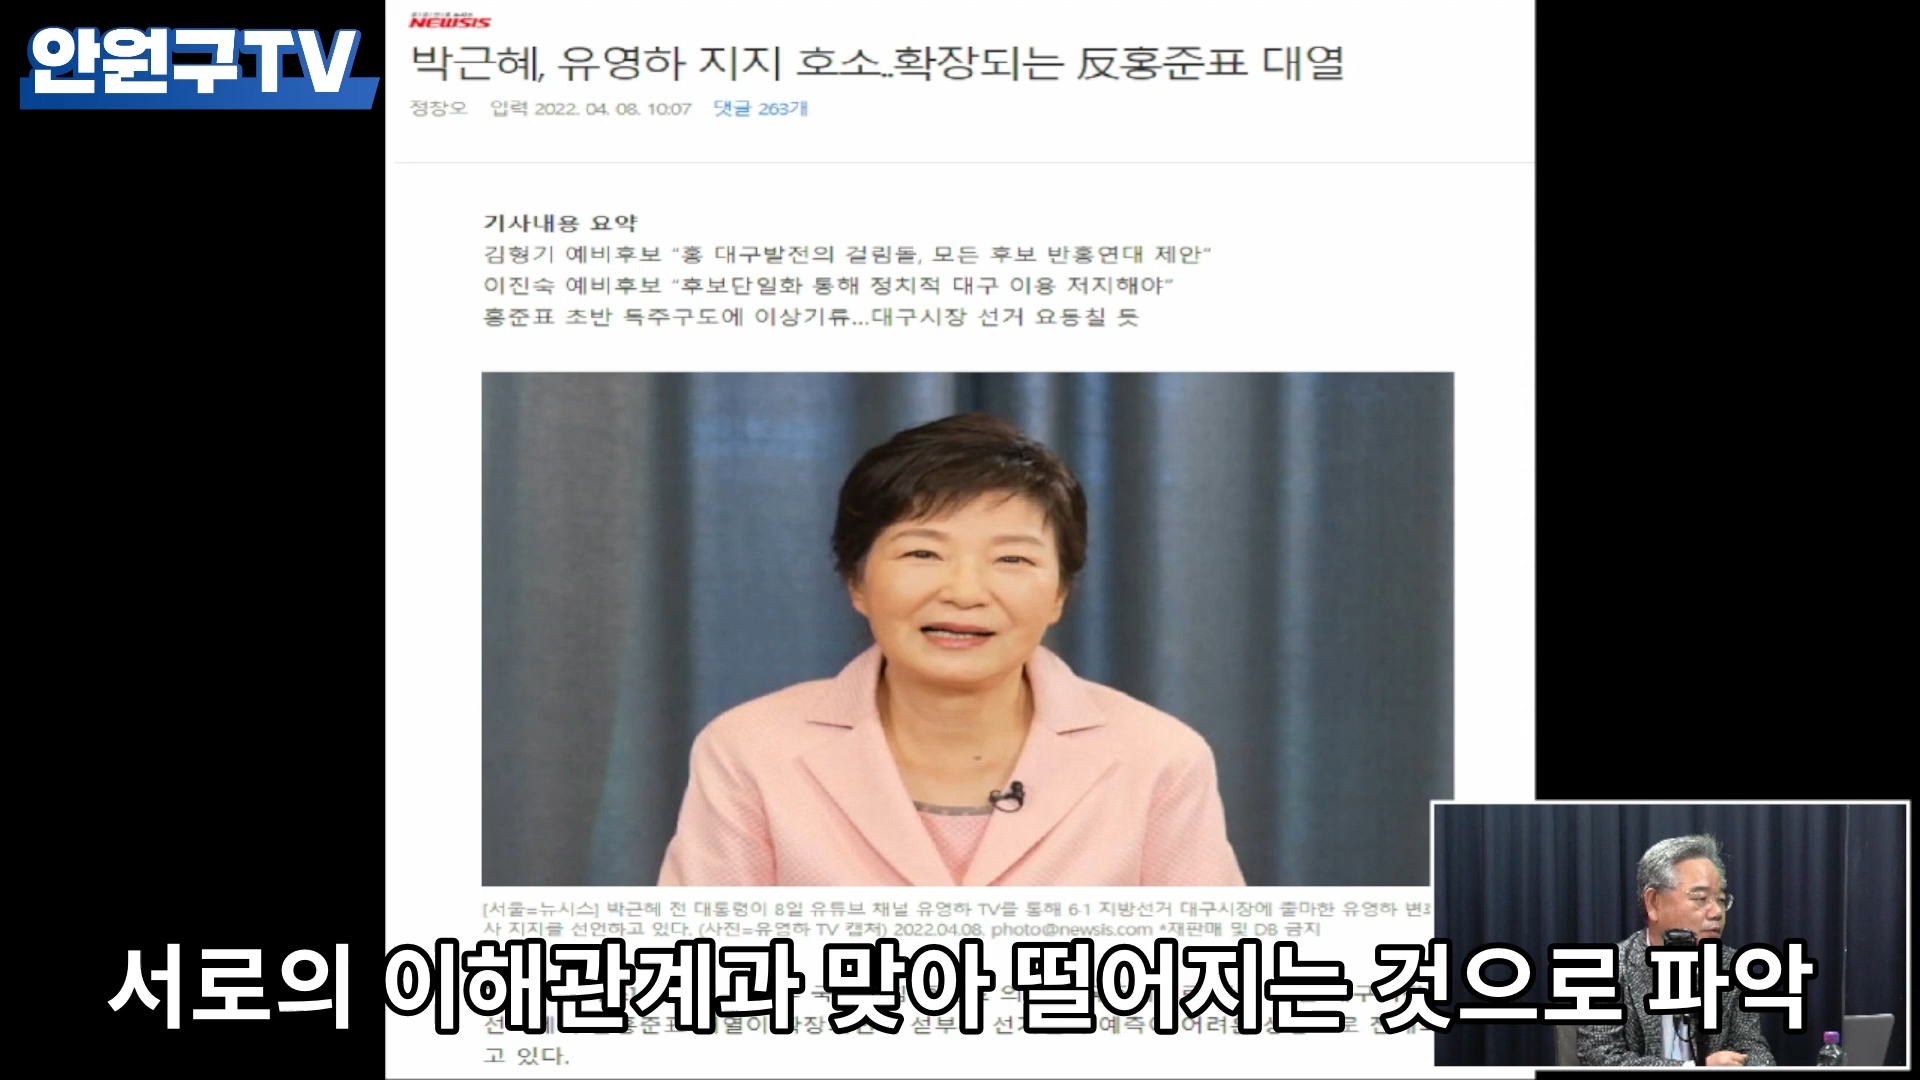 안원구TV
NEWSIS
박근혜, 유영하 지지 호소..확장되는 反홍준표 대열
정창오 입력 2022. 04. 08. 10:07 댓글 263개
기사내용 요약
김형기 예비후보 "홍 대구발전의 걸림돌, 모든 후보 반홍연대 제안"
이진숙 예비후보 "후보단일화 통해 정치적 대구 이용 저지해야"
홍준표 초반 독주구도에 이상기류...대구시장 선거 요동칠 듯
[서울=뉴시스] 박근혜 전 대통령이 8일 유튜브 채널 유영하 TV를 통해 6·1 지방선거 대구시장에 출마한 유영하 변호
사 지지를 선언하고 있다. (사진=유영하 TV 캡처) 2022.04.08. photo@newsis.com *재판매 및 DB 금지
서로의 이해관계과 맞아 떨어지는 것으로 파악
고 있다.